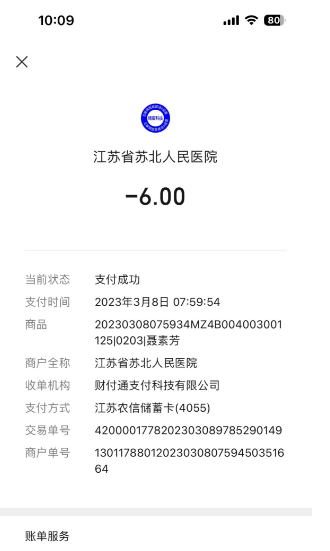 10:09
80
江苏省苏北人民医院
-6.00
当前状态 支付成功
支付时间 2023年3月8日 07:59:54
商品 20230308075934MZ4B004003001
125|0203|聂素芳
商户全称 江苏省苏北人民医院
收单机构 财付通支付科技有限公司
支付方式 江苏农信储蓄卡(4055)
交易单号 4200001778202303089785290149
商户单号 13011788012023030807594503516
64
账单服务